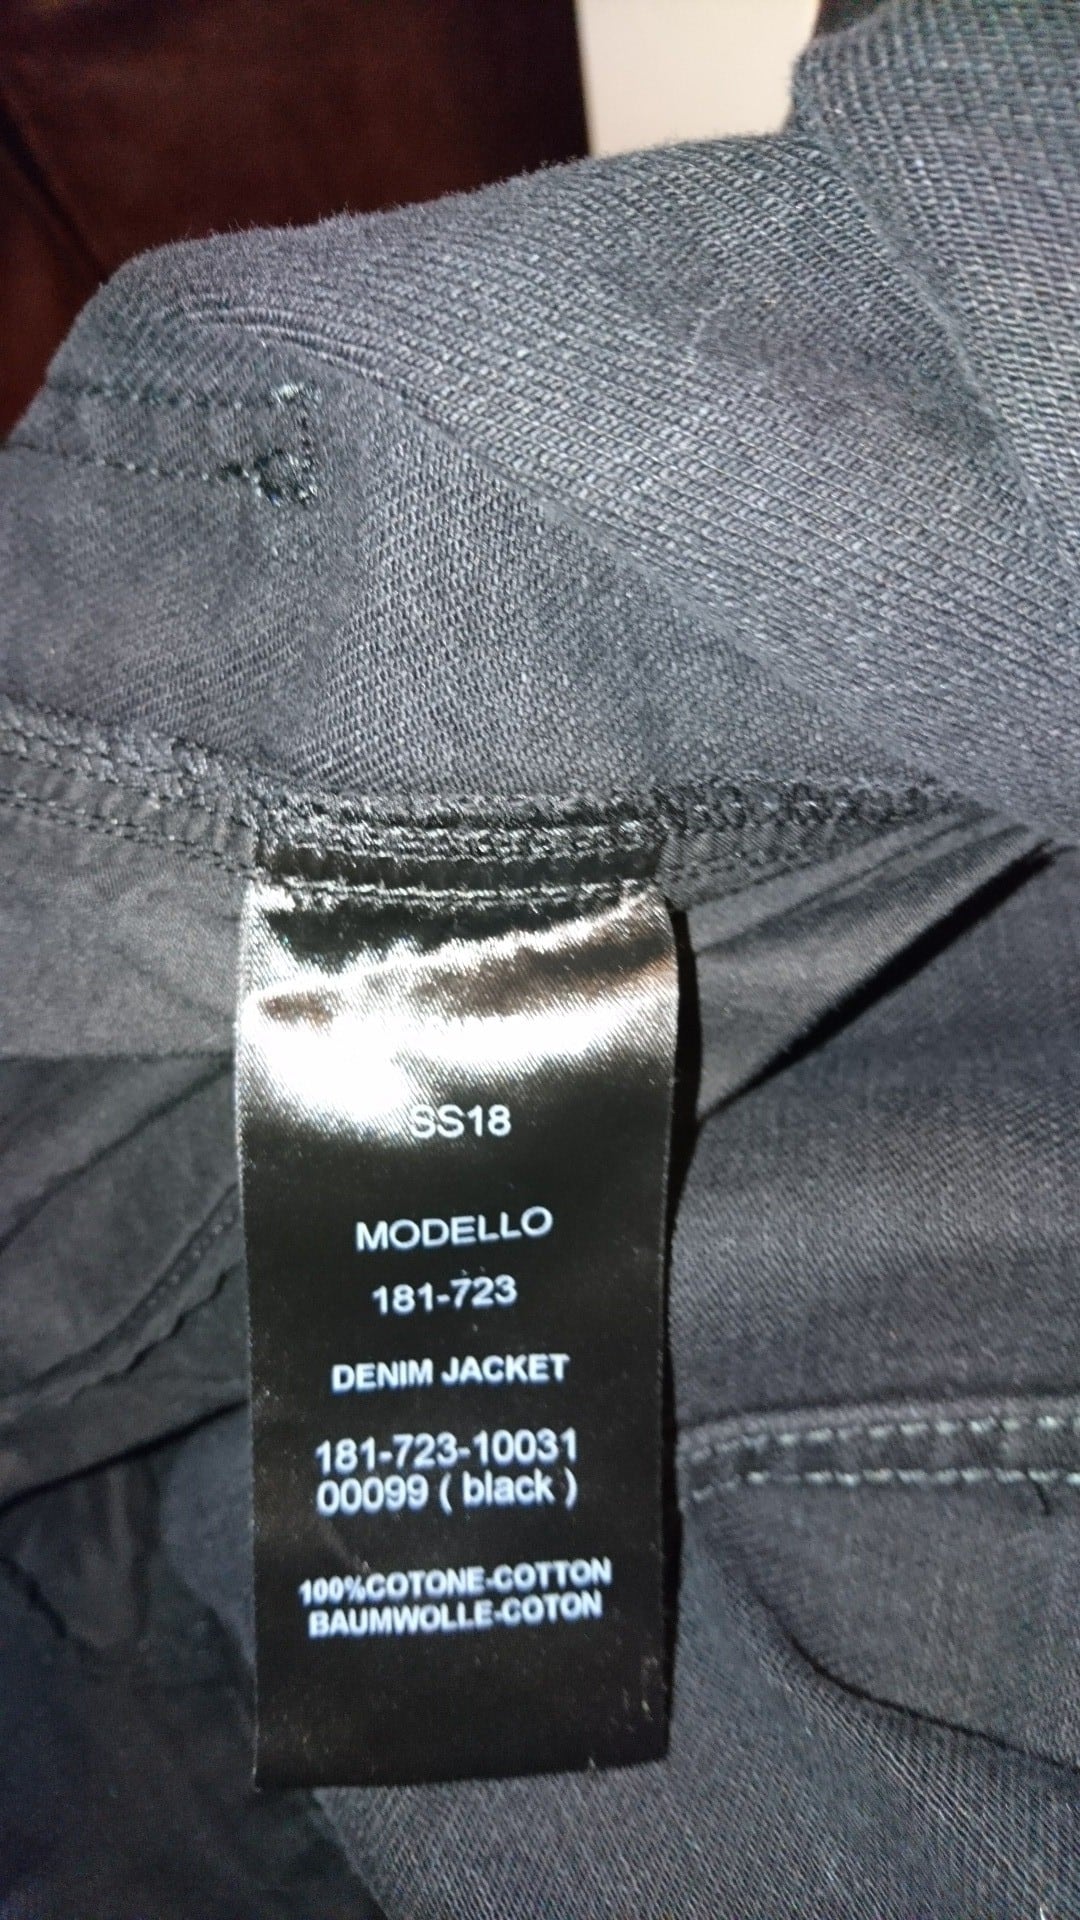 SS18
MODELLO
181-723
DENIM JACKET
181-723-10031
00099 ( black )
100%COTONE-COTTON
BAUMWOLLE-COTON